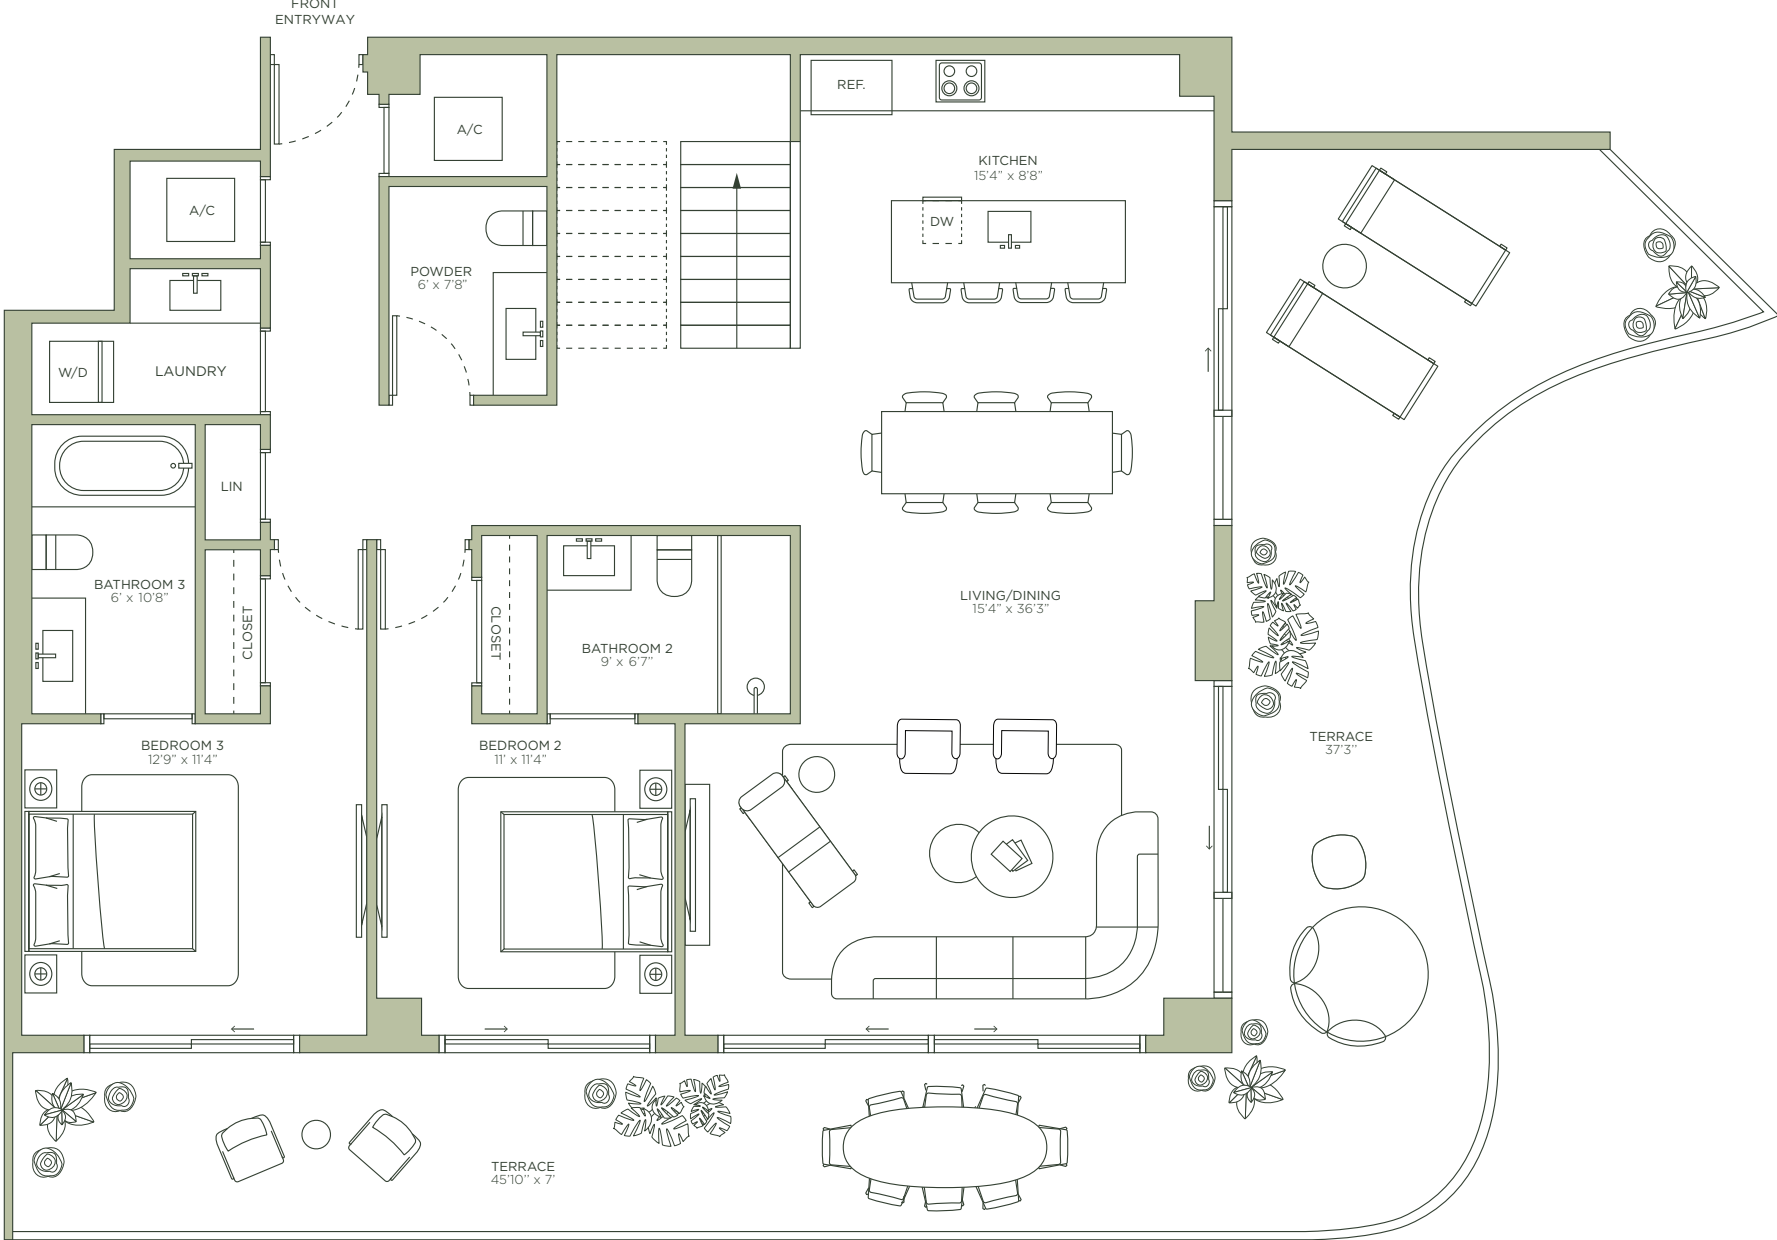 FRONT
ENTRYWAY
A/C
REF.
KITCHEN
15'4" x 8'8"
A/C
DW
POWDER
6' x 7'8"
W/D
LAUNDRY
LIN
BATHROOM 3
6' x 10'8"
CLOSET
CLOSET
BATHROOM 2
9' x 6'7"
LIVING/DINING
15'4" x 36'3"
BEDROOM 3
12'9" x 11'4"
BEDROOM 2
11' x 11'4"
TERRACE
37'3''
TERRACE
45'10'' x 7'